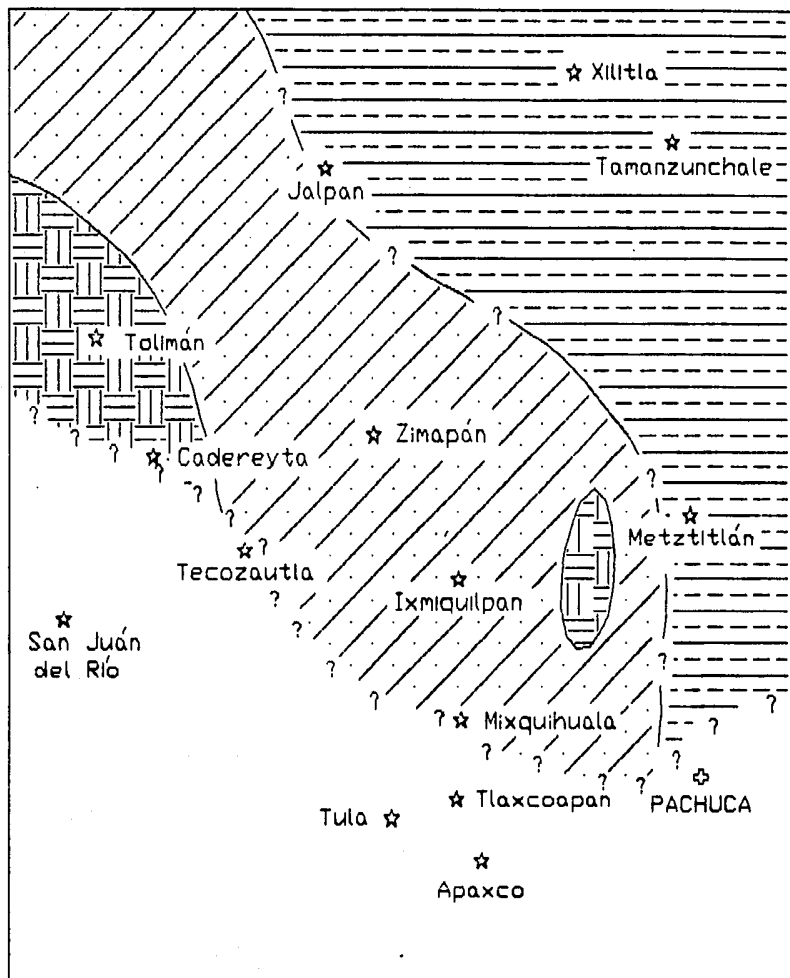 Xilitla
Tamanzunchale
Jalpan
?
?
?
Tolimán
Zimapán
?
?
?
?
?
?
Cadereyta
?
?
?
Metztitlán
?
Tecozautla
?
Ixmiquilpan
?
San Juán
del Río
?
?
?
?
?
?
Mixquihuala
?
?
?
?
?
?
?
PACHUCA
Tlaxcoapan
Tula
Apaxco